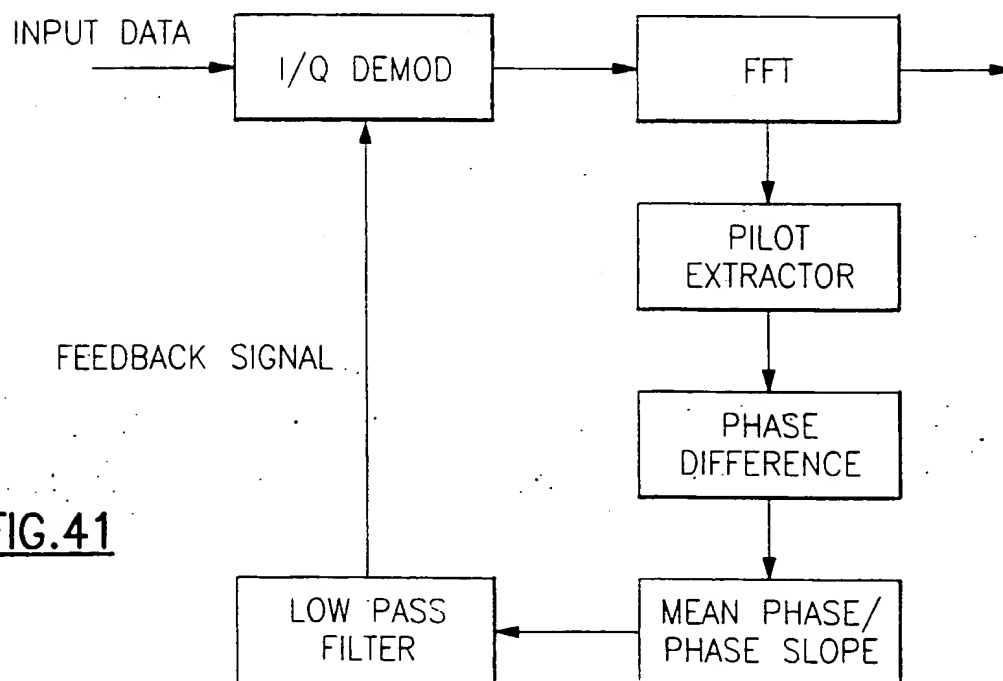 INPUT DATA
I/Q DEMOD
FFT
PILOT
EXTRACTOR
FEEDBACK SIGNAL
PHASE
DIFFERENCE
FIG.41
LOW PASS
FILTER
MEAN PHASE/
PHASE SLOPE